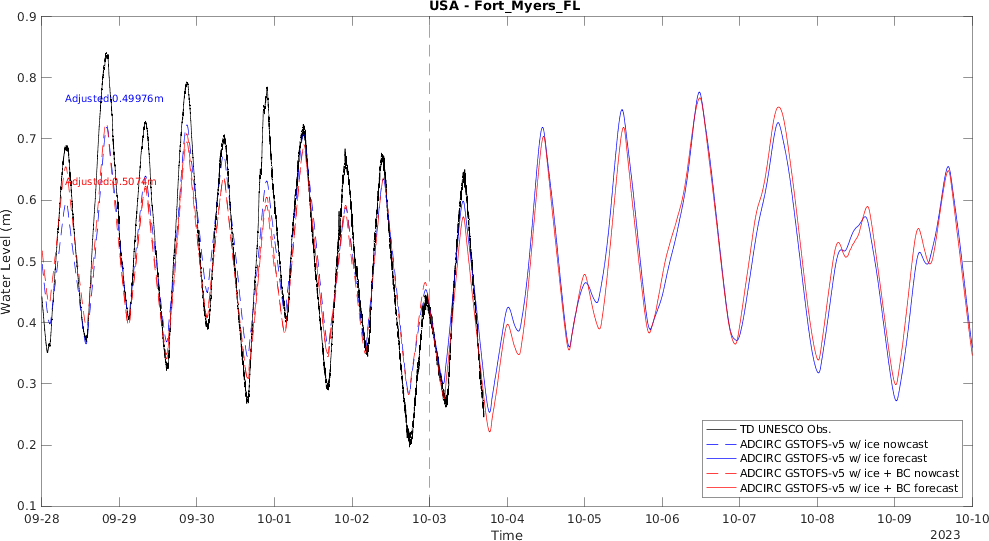 USA - Fort_Myers_FL
0.9
0.8
0.7
0.6
0.5
0.4
0.3
0.2
0.1
Water Level (m)
Adjusted:0.49976m
Adjusted:0.5074m
TD UNESCO Obs.
ADCIRC GSTOFS-v5 w/ ice nowcast
ADCIRC GSTOFS-v5 w/ ice forecast
ADCIRC GSTOFS-v5 w/ ice + BC nowcast
ADCIRC GSTOFS-v5 w/ ice + BC forecast
09-28 09-29 09-30 10-01 10-02 10-03 10-04 10-05 10-06 10-07 10-08 10-09 10-10
Time
2023